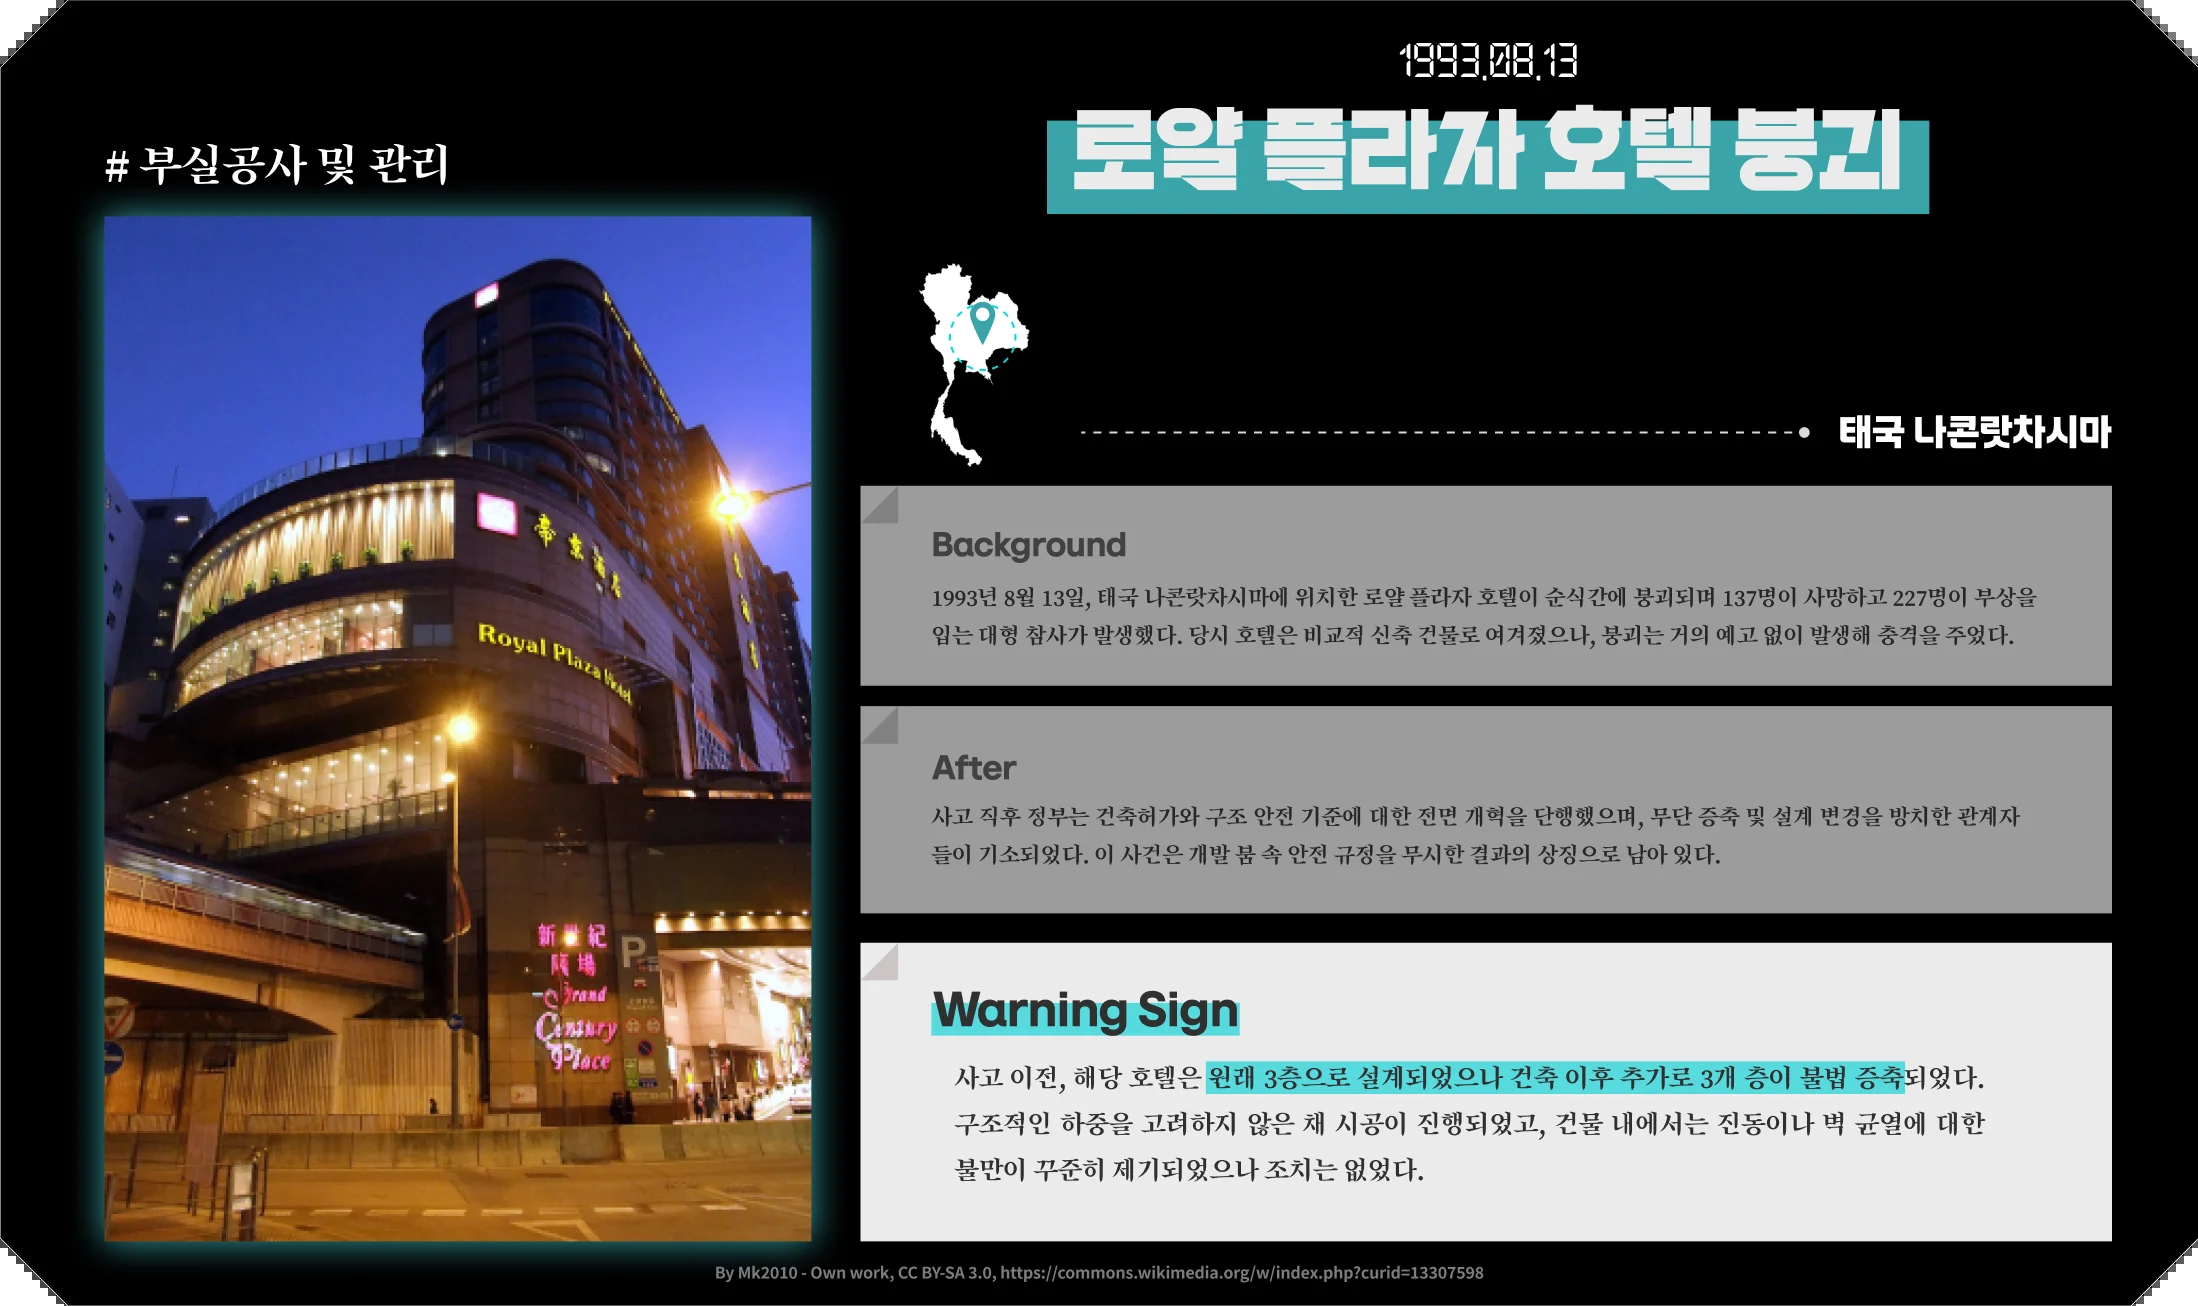 1993.08.13
로얄 플라자 호텔 붕괴
# 부실공사 및 관리
帝京酒店
Royal Plaza Hotel
新世紀
廣場
Grand
Century
Place
P
태국 나콘랏차시마
Background
1993년 8월 13일, 태국 나콘랏차시마에 위치한 로얄 플라자 호텔이 순식간에 붕괴되며 137명이 사망하고 227명이 부상을
입는 대형 참사가 발생했다. 당시 호텔은 비교적 신축 건물로 여겨졌으나, 붕괴는 거의 예고 없이 발생해 충격을 주었다.
After
사고 직후 정부는 건축허가와 구조 안전 기준에 대한 전면 개혁을 단행했으며, 무단 증축 및 설계 변경을 방치한 관계자
들이 기소되었다. 이 사건은 개발 붐 속 안전 규정을 무시한 결과의 상징으로 남아 있다.
Warning Sign
사고 이전, 해당 호텔은 원래 3층으로 설계되었으나 건축 이후 추가로 3개 층이 불법 증축되었다.
구조적인 하중을 고려하지 않은 채 시공이 진행되었고, 건물 내에서는 진동이나 벽 균열에 대한
불만이 꾸준히 제기되었으나 조치는 없었다.
By Mk2010 - Own work, CC BY-SA 3.0, https://commons.wikimedia.org/w/index.php?curid=13307598